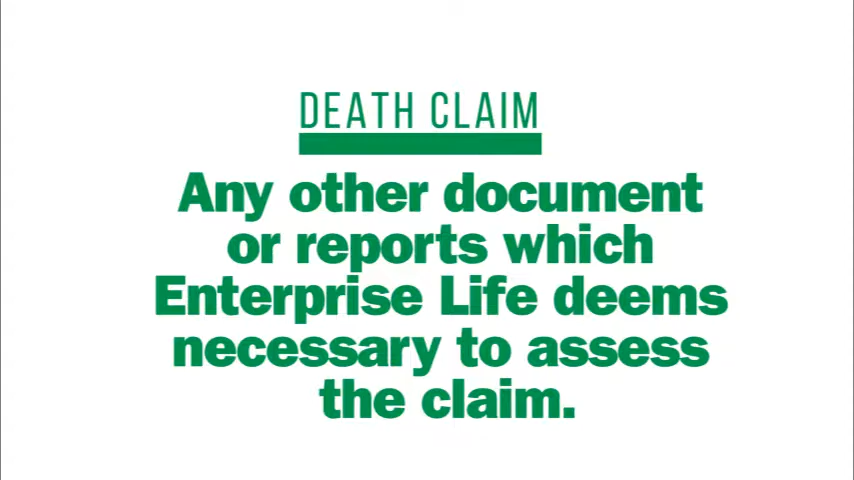 DEATH CLAIM
Any other document
or reports which
Enterprise Life deems
necessary to assess
the claim.